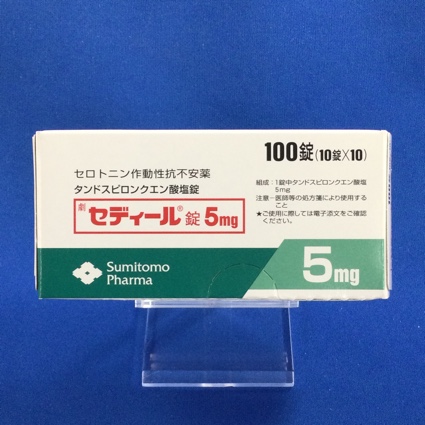 100錠(10錠×10)
セロトニン作動性抗不安薬
タンドスピロンクエン酸塩錠
劇 セディール®錠5mg
組成:1錠中タンドスピロンクエン酸塩
5mg
注意-医師等の処方箋により使用する
こと
★ご使用に際しては電子添文をご確認
ください。
Sumitomo
Pharma
5mg